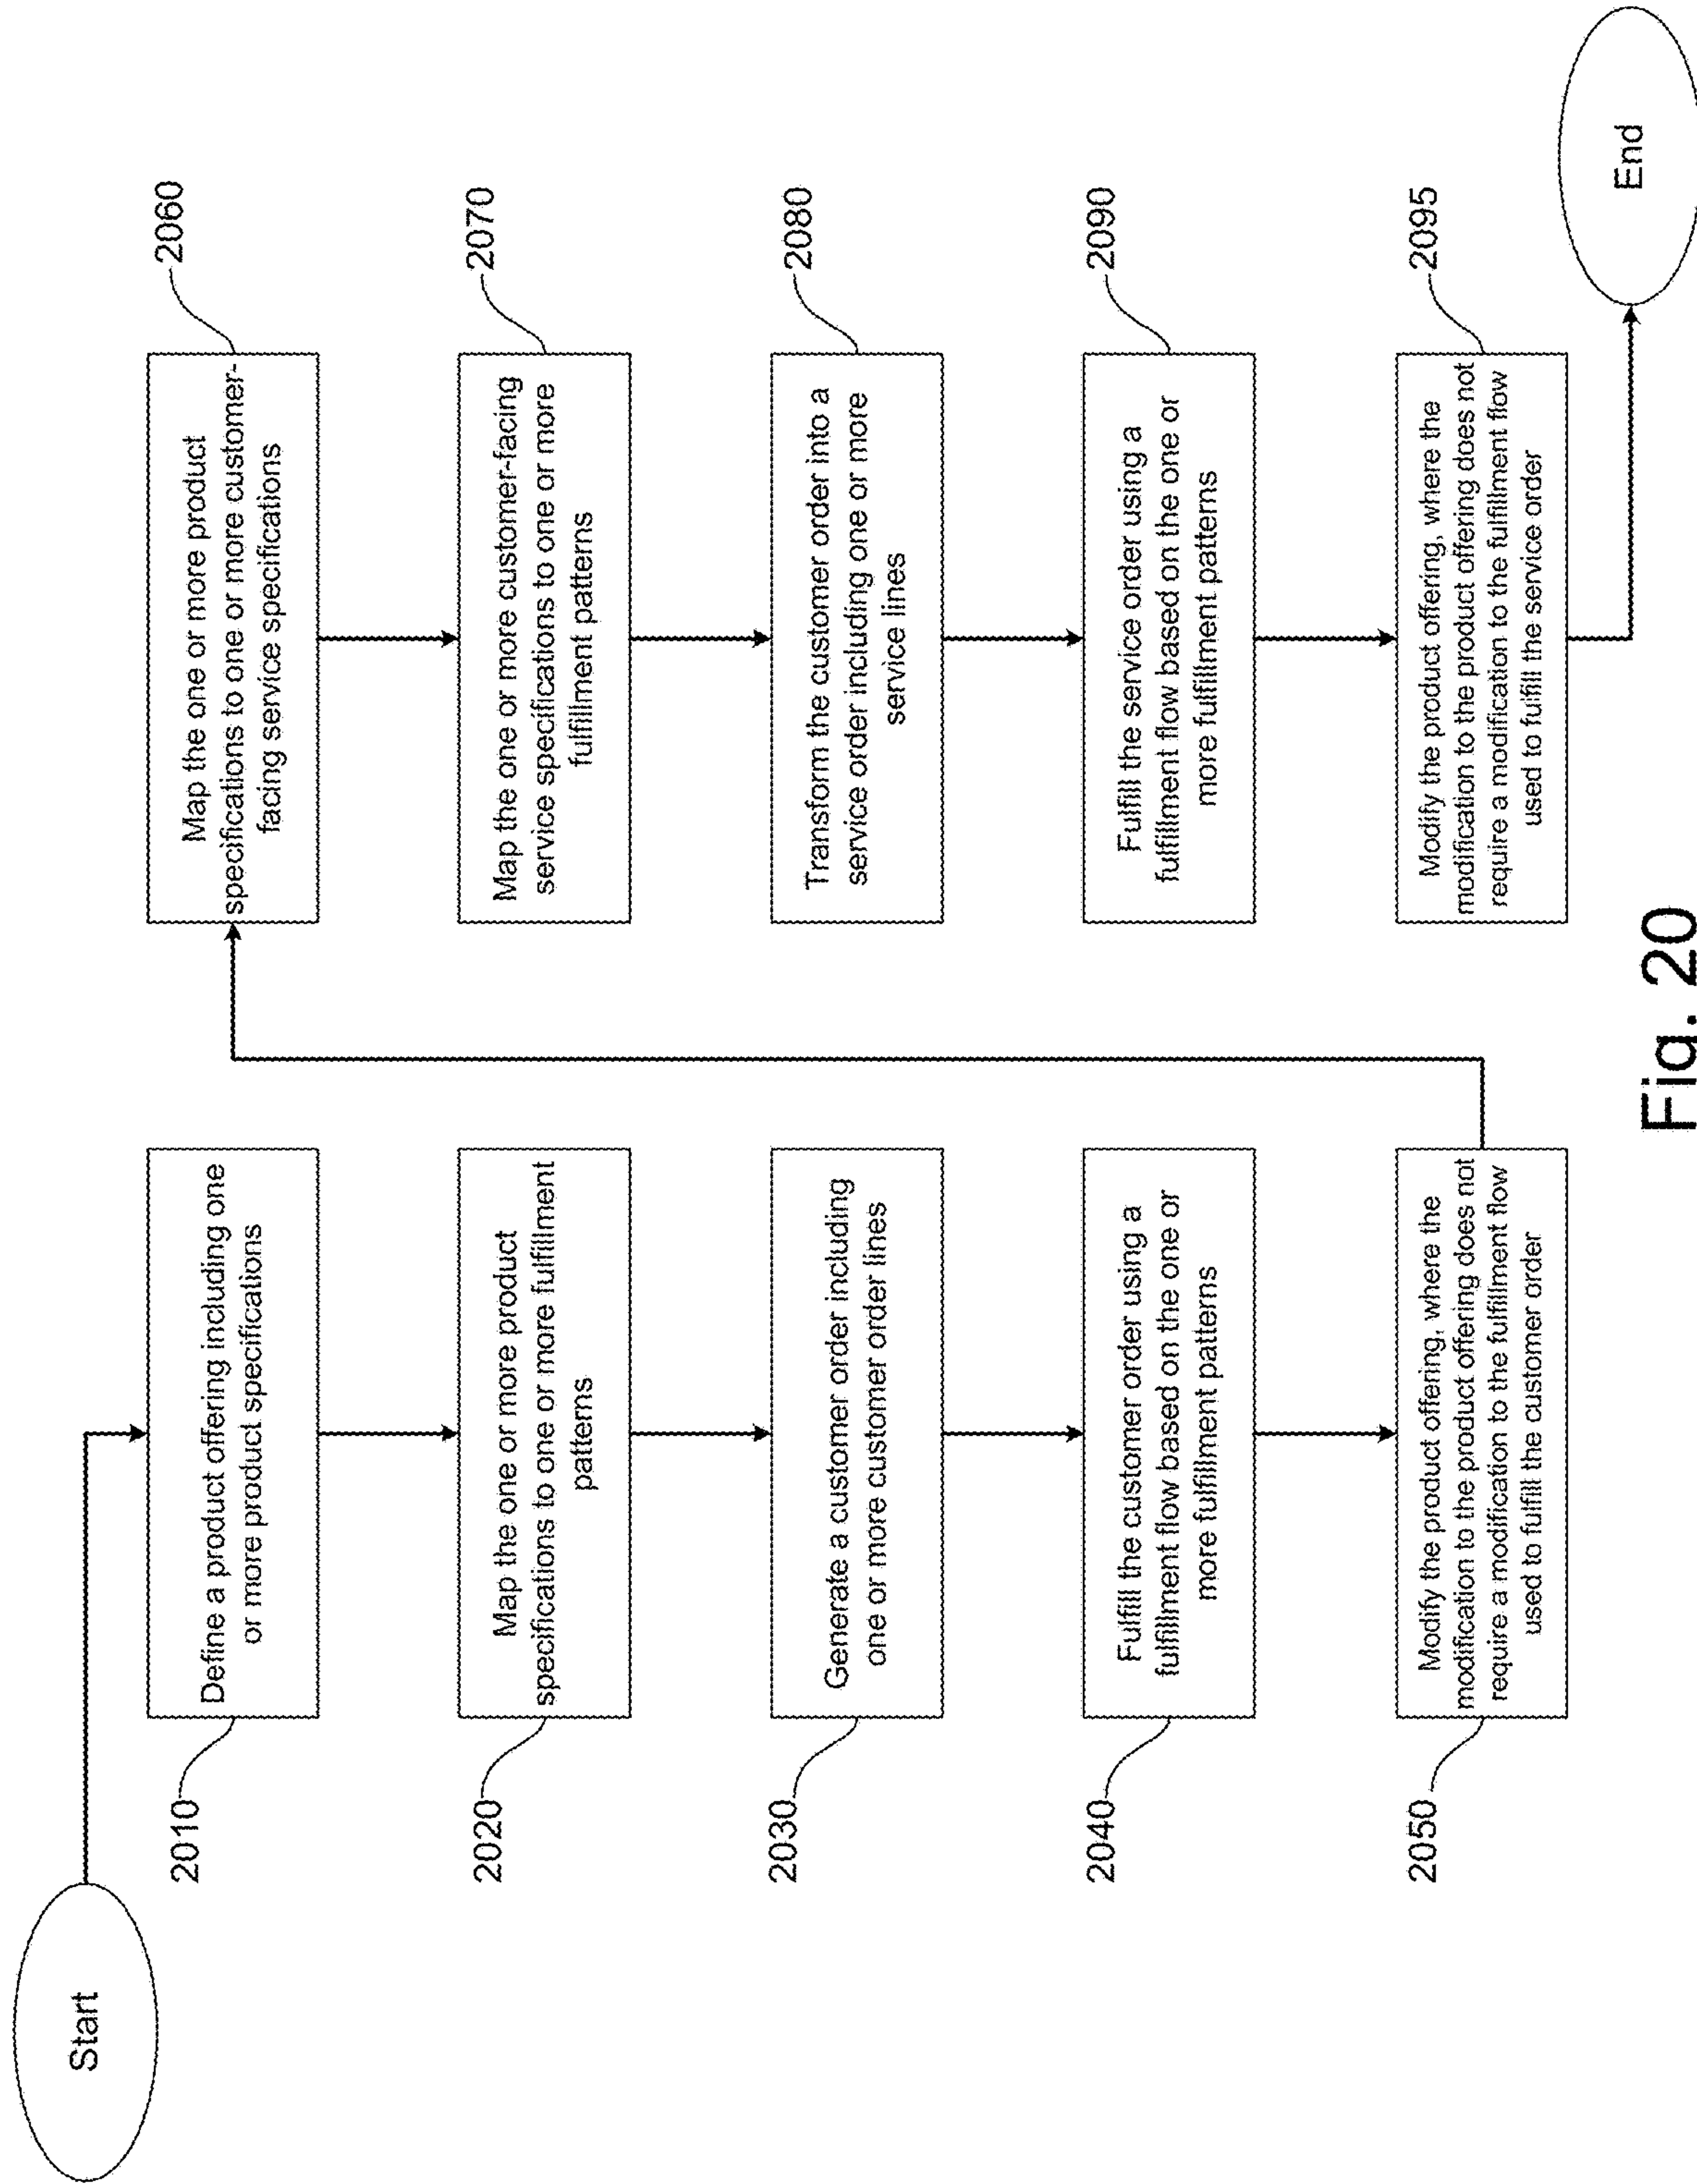 Start
2010
Define a product offering including one
or more product specifications
2020
Map the one or more product
specifications to one or more fulfillment
patterns
2030
Generate a customer order including
one or more customer order lines
2040
Fulfill the customer order using a
fulfillment flow based on the one or
more fulfillment patterns
2050
Modify the product offering, where the
modification to the product offering does not
require a modification to the fulfillment flow
used to fulfill the customer order
2060
Map the one or more product
specifications to one or more customer-
facing service specifications
2070
Map the one or more customer-facing
service specifications to one or more
fulfillment patterns
2080
Transform the customer order into a
service order including one or more
service lines
2090
Fulfill the service order using a
fulfillment flow based on the one or
more fulfillment patterns
2095
Modify the product offering, where the
modification to the product offering does not
require a modification to the fulfillment flow
used to fulfill the service order
End
Fig. 20